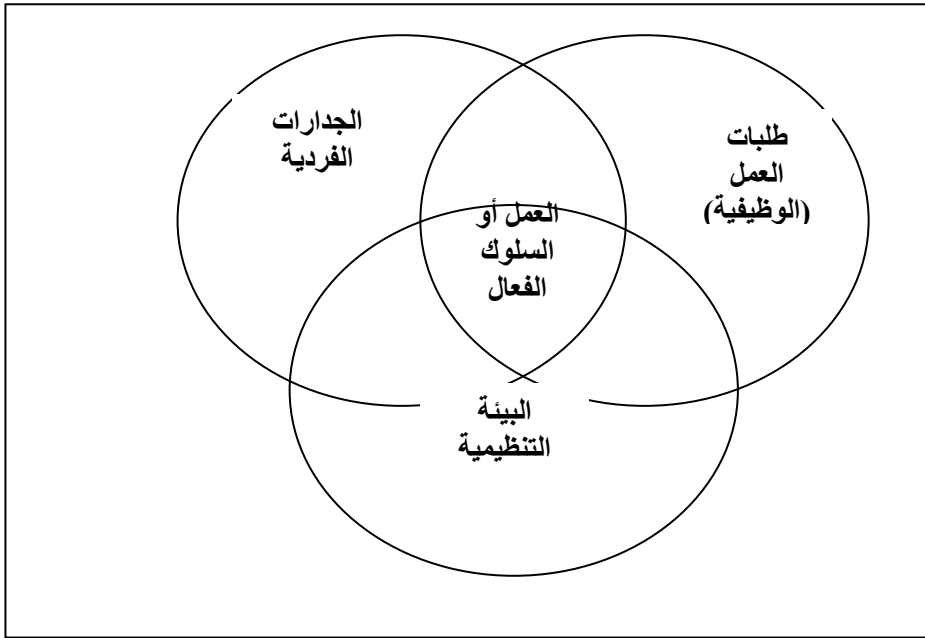 الجدارات
الفردية
طلبات
العمل
(الوظيفية)
العمل أو
السلوك
الفعال
البيئة
التنظيمية